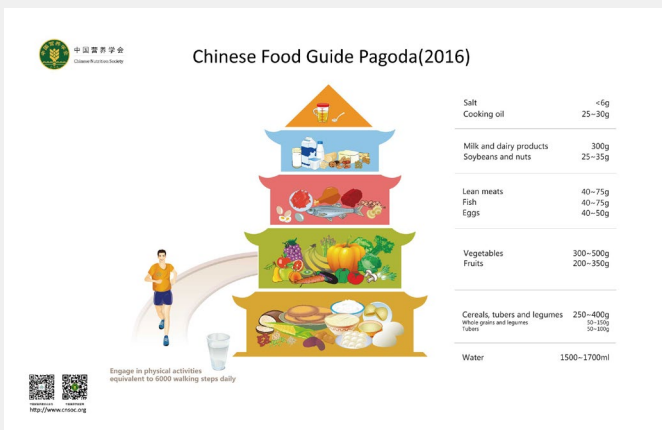 中国营养学会
Chinese Nutrition Society
Chinese Food Guide Pagoda(2016)
Salt <6g
Cooking oil 25~30g
Milk and dairy products 300g
Soybeans and nuts 25~35g
Lean meats 40~75g
Fish 40~75g
Eggs 40~50g
Vegetables 300~500g
Fruits 200~350g
Cereals, tubers and legumes 250~400g
Whole grains and legumes 50~150g
Tubers 50~100g
Water 1500~1700ml
Engage in physical activities
equivalent to 6000 walking steps daily
http://www.cnsoc.org